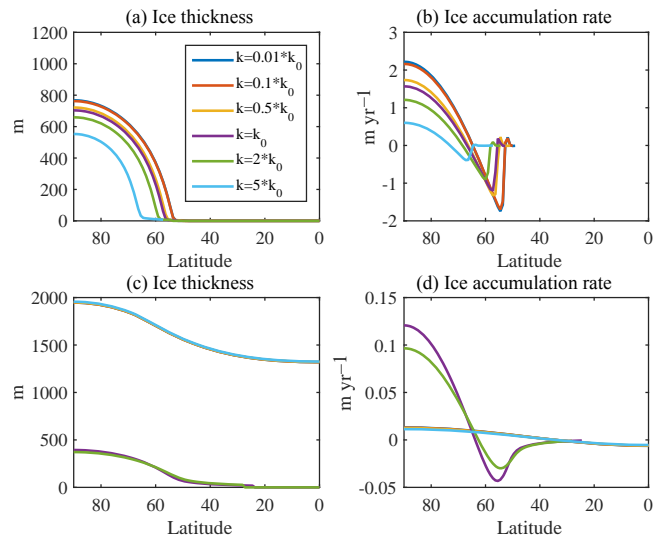 (a) Ice thickness
1200
1000
800
600
400
200
0
m
80
60
40
20
0
Latitude
k=0.01*k₀
k=0.1*k₀
k=0.5*k₀
k=k₀
k=2*k₀
k=5*k₀
(b) Ice accumulation rate
3
2
1
0
-1
-2
m yr⁻¹
80
60
40
20
0
Latitude
(c) Ice thickness
2000
1500
1000
500
0
m
80
60
40
20
0
Latitude
(d) Ice accumulation rate
0.15
0.1
0.05
0
-0.05
m yr⁻¹
80
60
40
20
0
Latitude